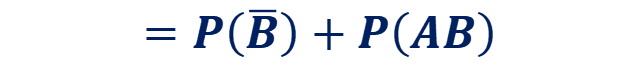 = P(B̅) + P(AB)